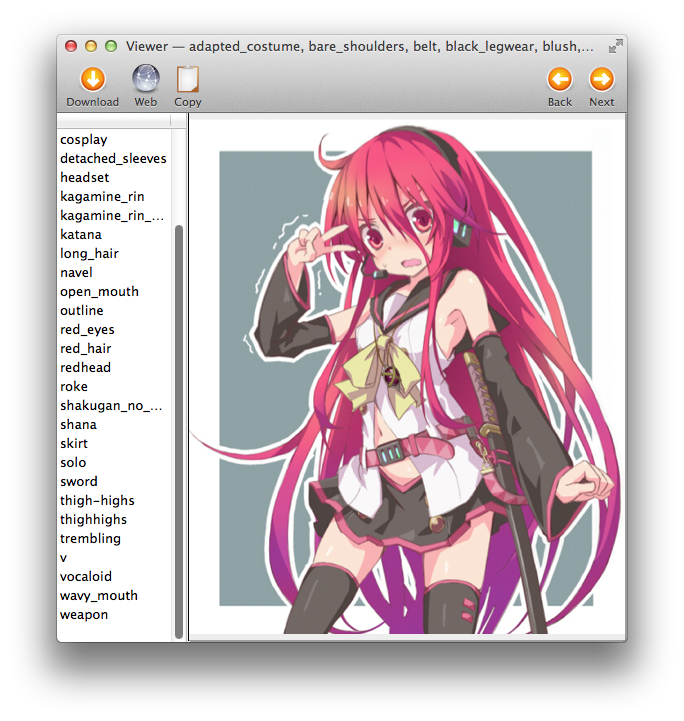 Viewer — adapted_costume, bare_shoulders, belt, black_legwear, blush,...
Download
Web
Copy
Back
Next
cosplay
detached_sleeves
headset
kagamine_rin
kagamine_rin_...
katana
long_hair
navel
open_mouth
outline
red_eyes
red_hair
redhead
roke
shakugan_no_...
shana
skirt
solo
sword
thigh-highs
thighhighs
trembling
v
vocaloid
wavy_mouth
weapon